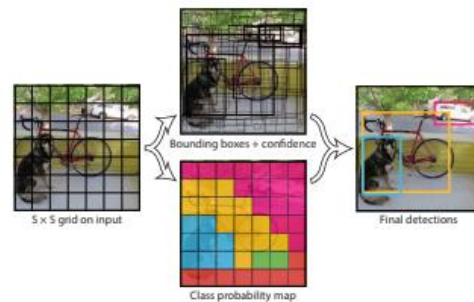 Bounding boxes + confidence
S × S grid on input
Final detections
Class probability map